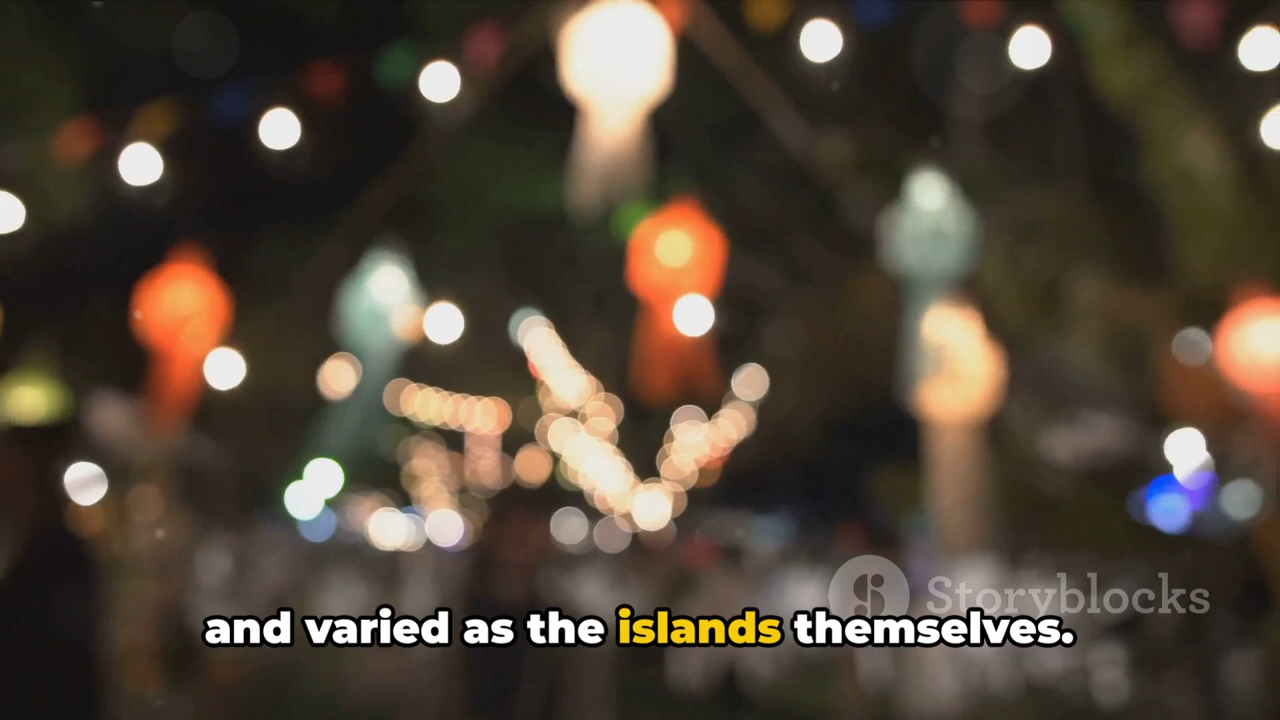 Storyblocks
and varied as the islands themselves.